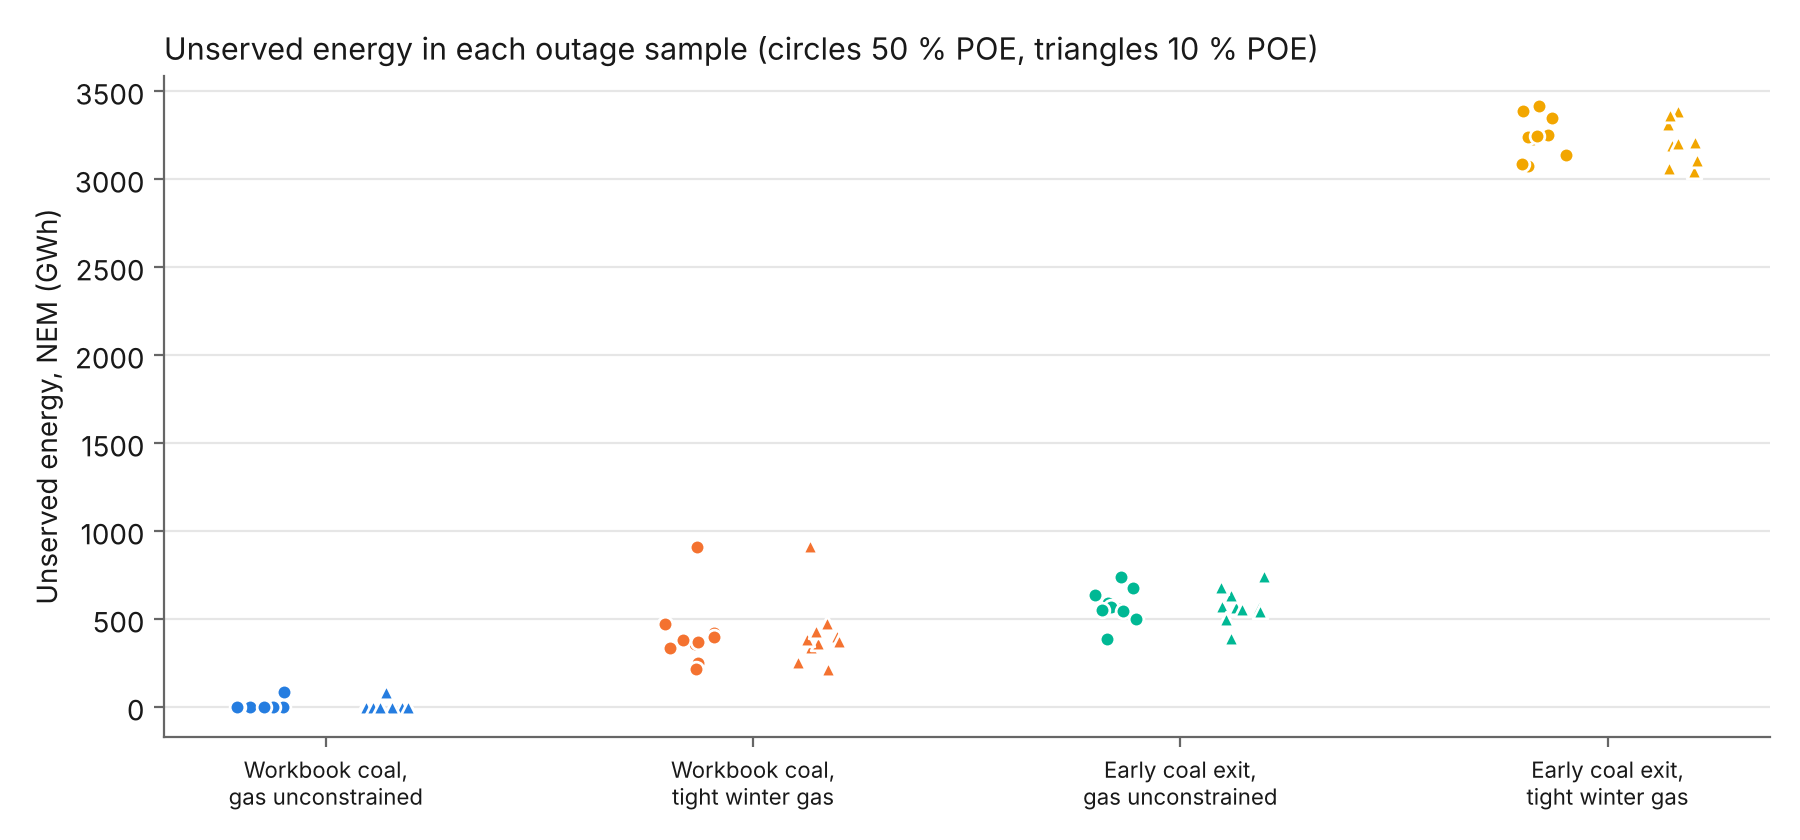 Unserved energy in each outage sample (circles 50 % POE, triangles 10 % POE)
Unserved energy, NEM (GWh)
3500
3000
2500
2000
1500
1000
500
0
Workbook coal,
gas unconstrained
Workbook coal,
tight winter gas
Early coal exit,
gas unconstrained
Early coal exit,
tight winter gas